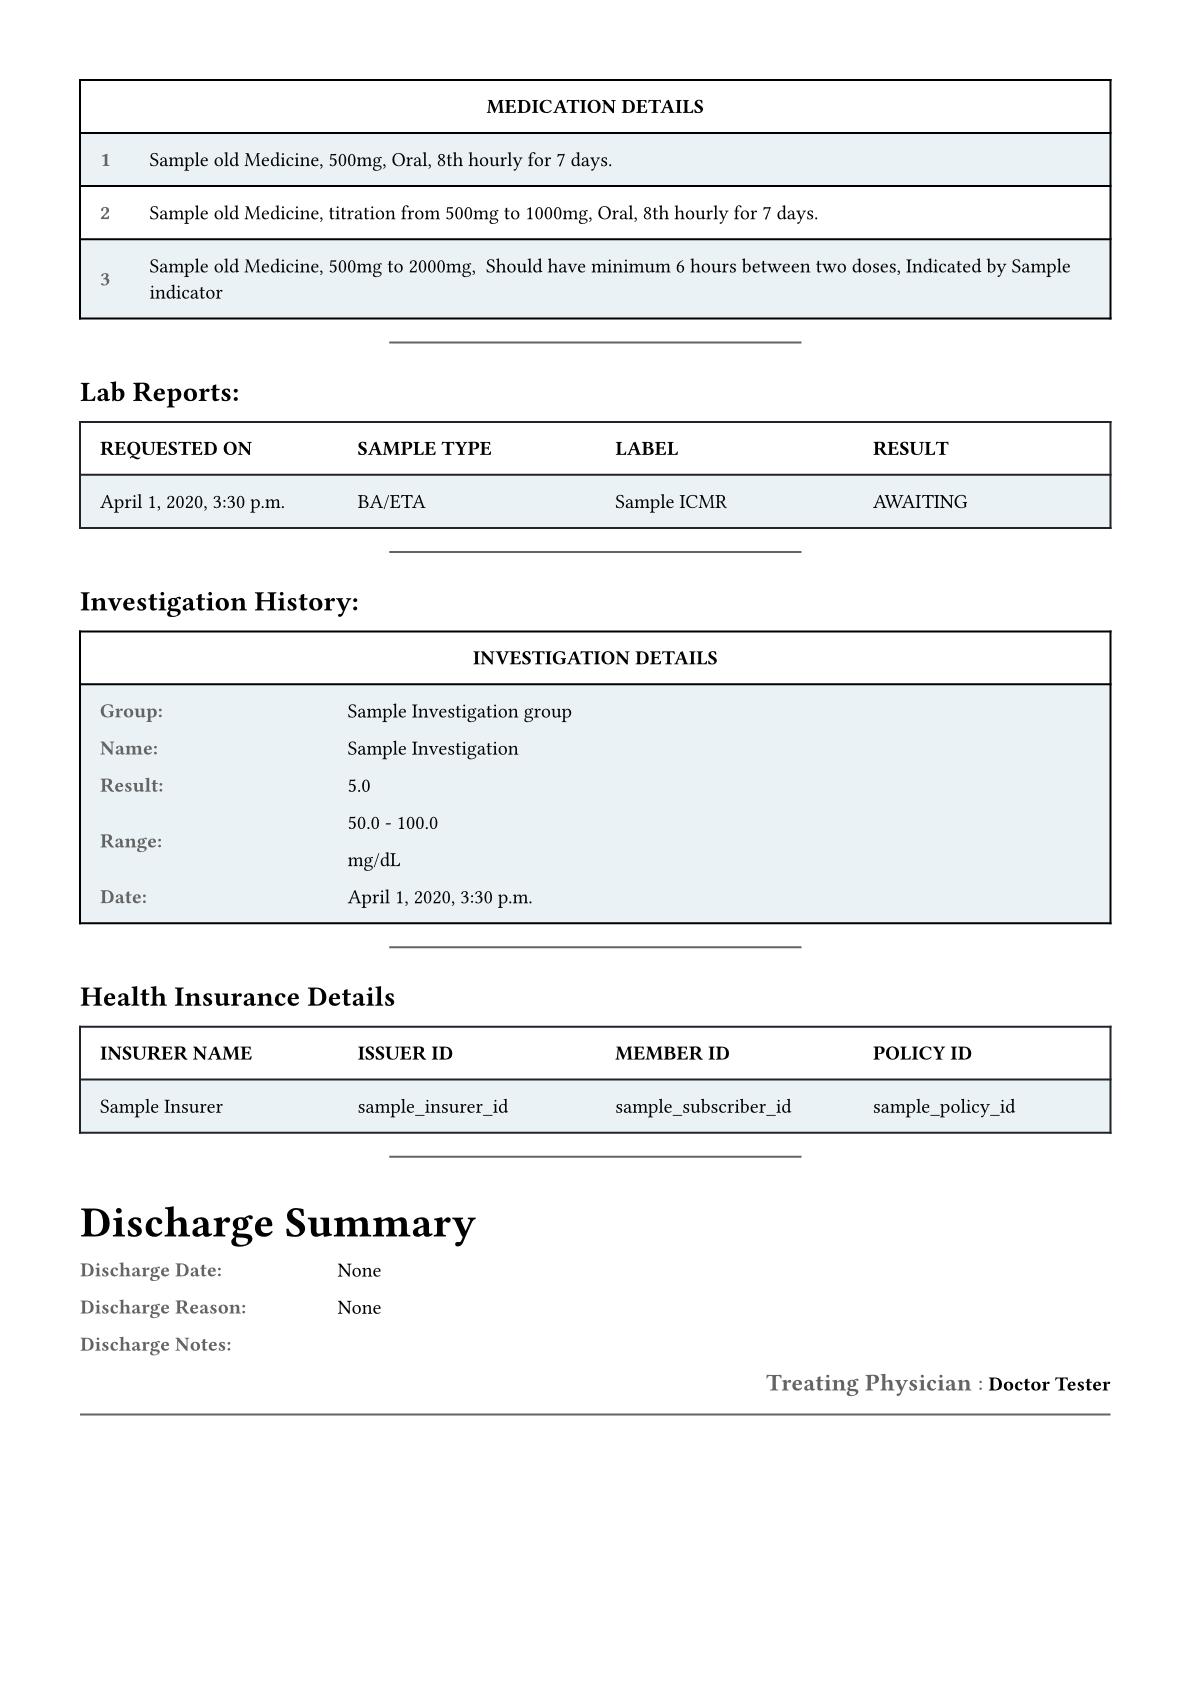 MEDICATION DETAILS
1 Sample old Medicine, 500mg, Oral, 8th hourly for 7 days.
2 Sample old Medicine, titration from 500mg to 1000mg, Oral, 8th hourly for 7 days.
3 Sample old Medicine, 500mg to 2000mg,  Should have minimum 6 hours between two doses, Indicated by Sample
indicator
Lab Reports:
REQUESTED ON SAMPLE TYPE LABEL RESULT
April 1, 2020, 3:30 p.m. BA/ETA Sample ICMR AWAITING
Investigation History:
INVESTIGATION DETAILS
Group: Sample Investigation group
Name: Sample Investigation
Result: 5.0
Range: 50.0 - 100.0
mg/dL
Date: April 1, 2020, 3:30 p.m.
Health Insurance Details
INSURER NAME ISSUER ID MEMBER ID POLICY ID
Sample Insurer sample_insurer_id sample_subscriber_id sample_policy_id
Discharge Summary
Discharge Date: None
Discharge Reason: None
Discharge Notes:
Treating Physician : Doctor Tester